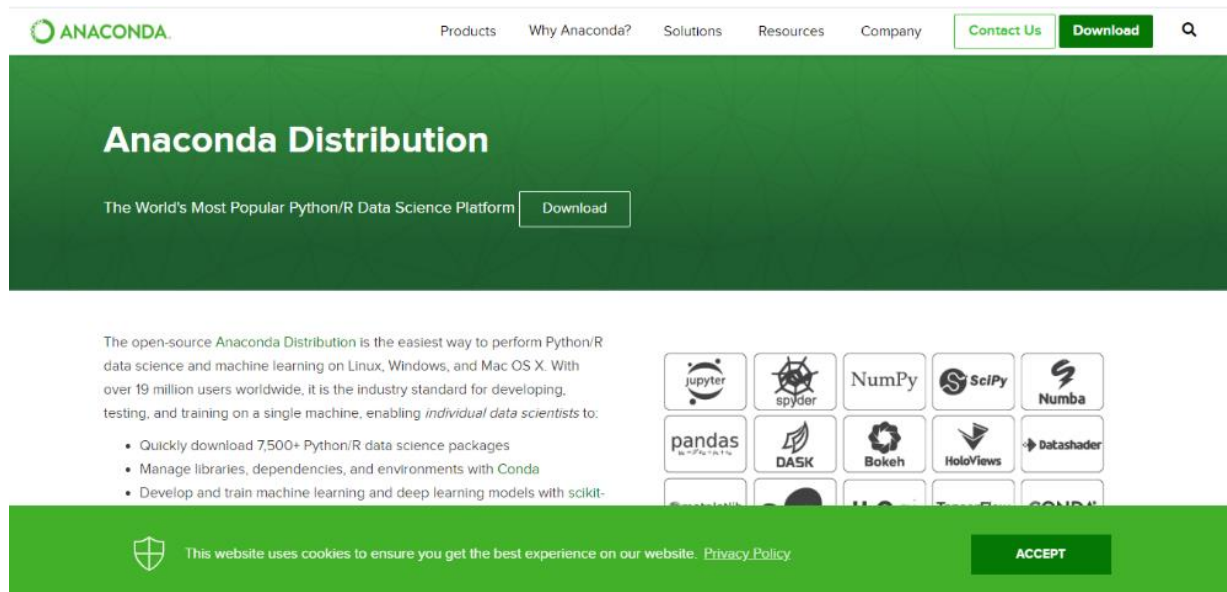 ANACONDA.
Products Why Anaconda? Solutions Resources Company Contact Us Download
Anaconda Distribution
The World's Most Popular Python/R Data Science Platform Download
The open-source Anaconda Distribution is the easiest way to perform Python/R
data science and machine learning on Linux, Windows, and Mac OS X. With
over 19 million users worldwide, it is the industry standard for developing,
testing, and training on a single machine, enabling individual data scientists to:
• Quickly download 7,500+ Python/R data science packages
• Manage libraries, dependencies, and environments with Conda
• Develop and train machine learning and deep learning models with scikit-
jupyter spyder NumPy SciPy Numba
pandas DASK Bokeh HoloViews Datashader
This website uses cookies to ensure you get the best experience on our website. Privacy Policy ACCEPT